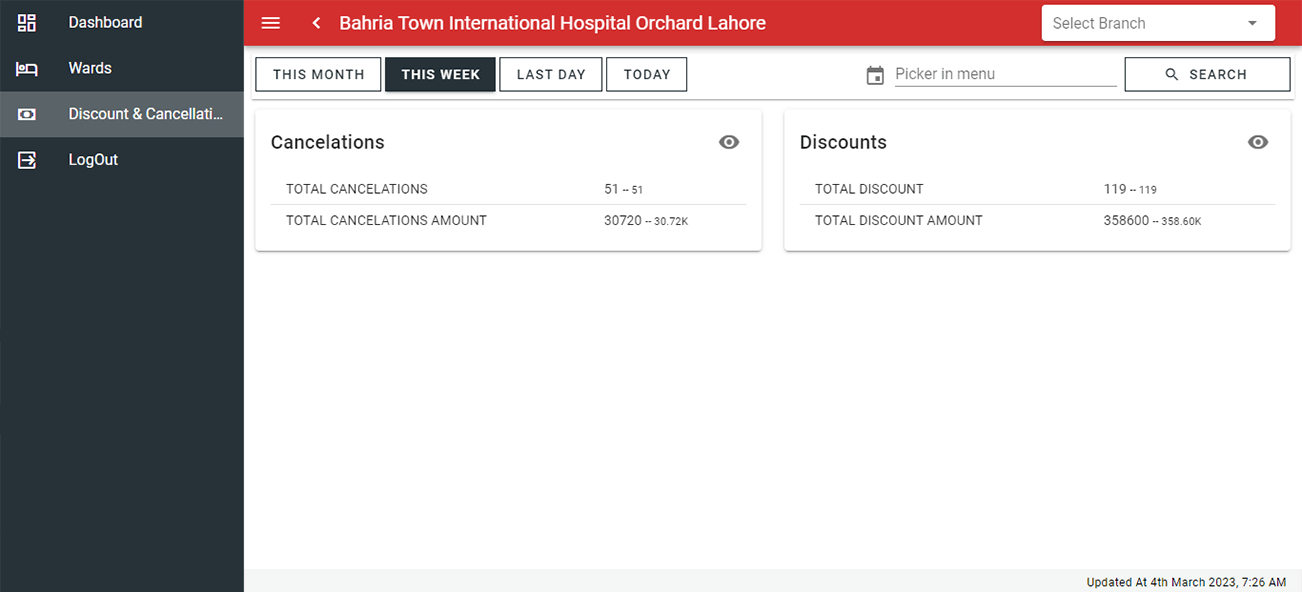 Dashboard
Wards
Discount & Cancellati...
LogOut
Bahria Town International Hospital Orchard Lahore
Select Branch
THIS MONTH
THIS WEEK
LAST DAY
TODAY
Picker in menu
SEARCH
Cancelations
TOTAL CANCELATIONS 51 -- 51
TOTAL CANCELATIONS AMOUNT 30720 -- 30.72K
Discounts
TOTAL DISCOUNT 119 -- 119
TOTAL DISCOUNT AMOUNT 358600 -- 358.60K
Updated At 4th March 2023, 7:26 AM